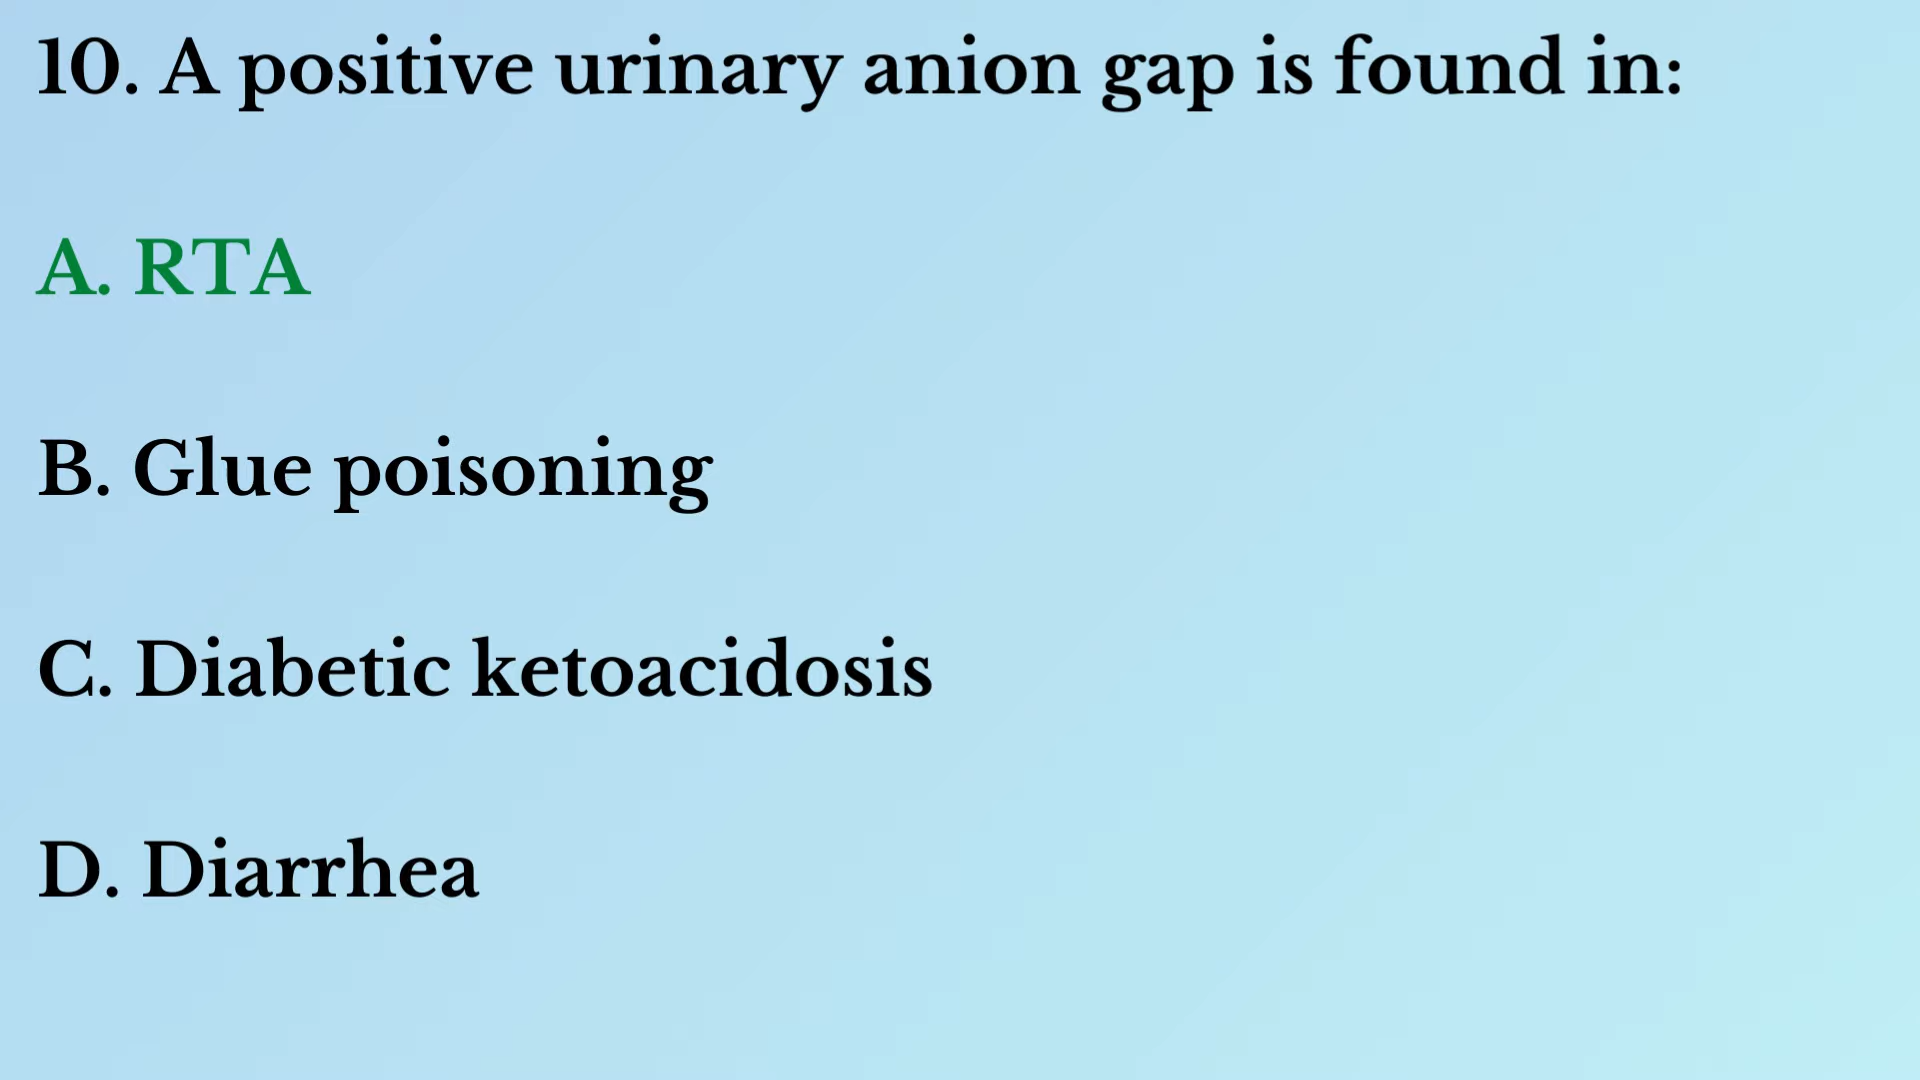 10. A positive urinary anion gap is found in:
A. RTA
B. Glue poisoning
C. Diabetic ketoacidosis
D. Diarrhea